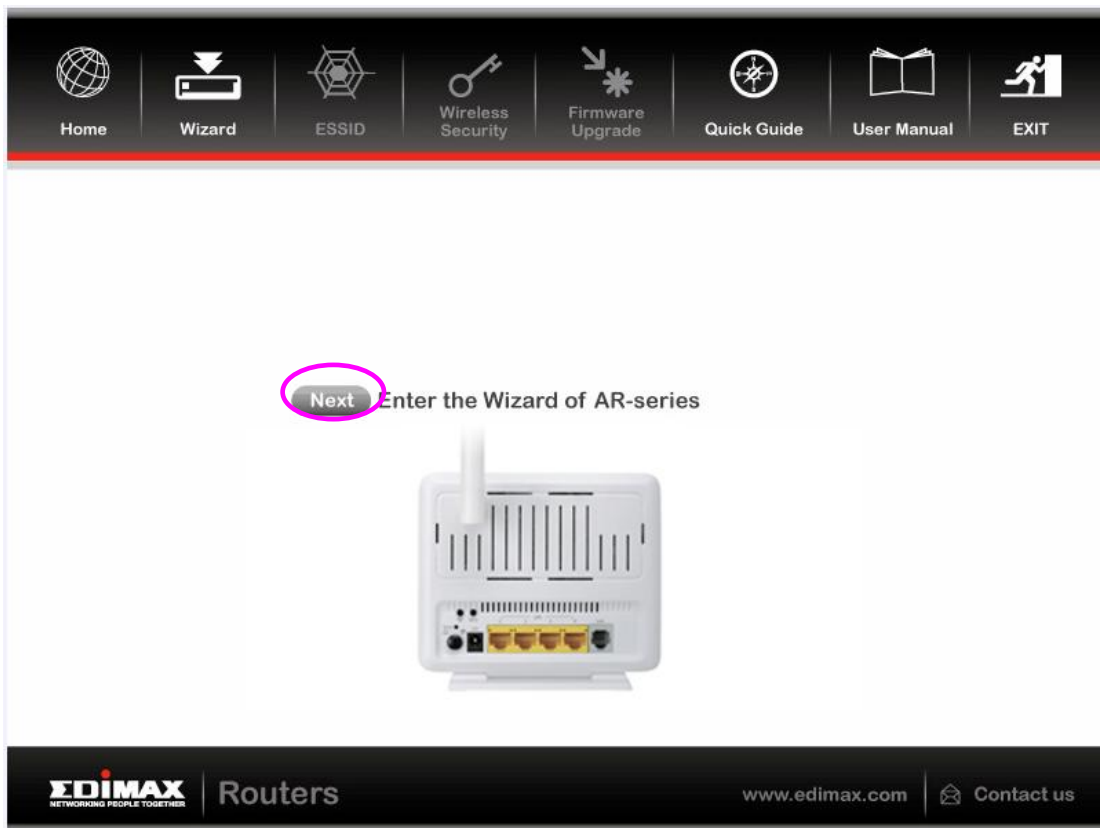 Home
Wizard
ESSID
Wireless
Security
Firmware
Upgrade
Quick Guide
User Manual
EXIT
Next Enter the Wizard of AR-series
EDIMAX
NETWORKING PEOPLE TOGETHER
Routers
www.edimax.com
Contact us